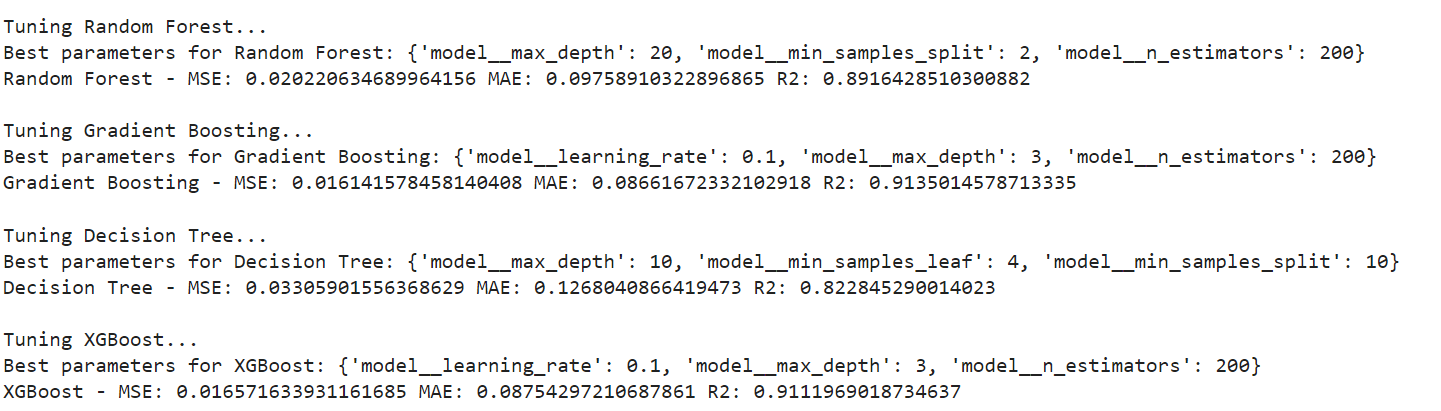 Tuning Random Forest...
Best parameters for Random Forest: {'model__max_depth': 20, 'model__min_samples_split': 2, 'model__n_estimators': 200}
Random Forest - MSE: 0.020220634689964156 MAE: 0.09758910322896865 R2: 0.8916428510300882
Tuning Gradient Boosting...
Best parameters for Gradient Boosting: {'model__learning_rate': 0.1, 'model__max_depth': 3, 'model__n_estimators': 200}
Gradient Boosting - MSE: 0.016141578458140408 MAE: 0.08661672332102918 R2: 0.9135014578713335
Tuning Decision Tree...
Best parameters for Decision Tree: {'model__max_depth': 10, 'model__min_samples_leaf': 4, 'model__min_samples_split': 10}
Decision Tree - MSE: 0.03305901556368629 MAE: 0.1268040866419473 R2: 0.822845290014023
Tuning XGBoost...
Best parameters for XGBoost: {'model__learning_rate': 0.1, 'model__max_depth': 3, 'model__n_estimators': 200}
XGBoost - MSE: 0.016571633931161685 MAE: 0.08754297210687861 R2: 0.9111969018734637